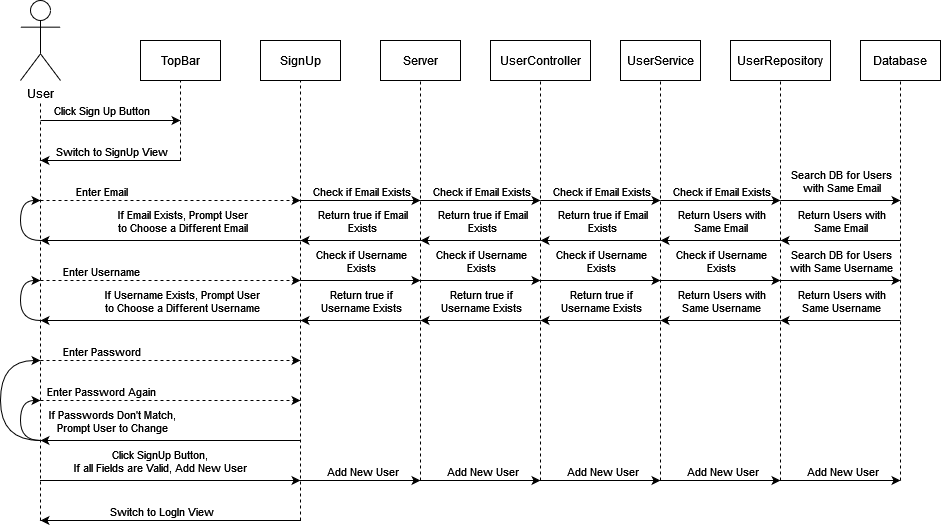 TopBar
SignUp
Server
UserController
UserService
UserRepository
Database
User
Click Sign Up Button
Switch to SignUp View
Enter Email
Check if Email Exists
Check if Email Exists
Check if Email Exists
Check if Email Exists
Search DB for Users
with Same Email
If Email Exists, Prompt User
to Choose a Different Email
Return true if Email
Exists
Return true if Email
Exists
Return true if Email
Exists
Return Users with
Same Email
Return Users with
Same Email
Enter Username
Check if Username
Exists
Check if Username
Exists
Check if Username
Exists
Check if Username
Exists
Search DB for Users
with Same Username
If Username Exists, Prompt User
to Choose a Different Username
Return true if
Username Exists
Return true if
Username Exists
Return true if
Username Exists
Return Users with
Same Username
Return Users with
Same Username
Enter Password
Enter Password Again
If Passwords Don't Match,
Prompt User to Change
Click SignUp Button,
If all Fields are Valid, Add New User
Add New User
Add New User
Add New User
Add New User
Add New User
Switch to LogIn View